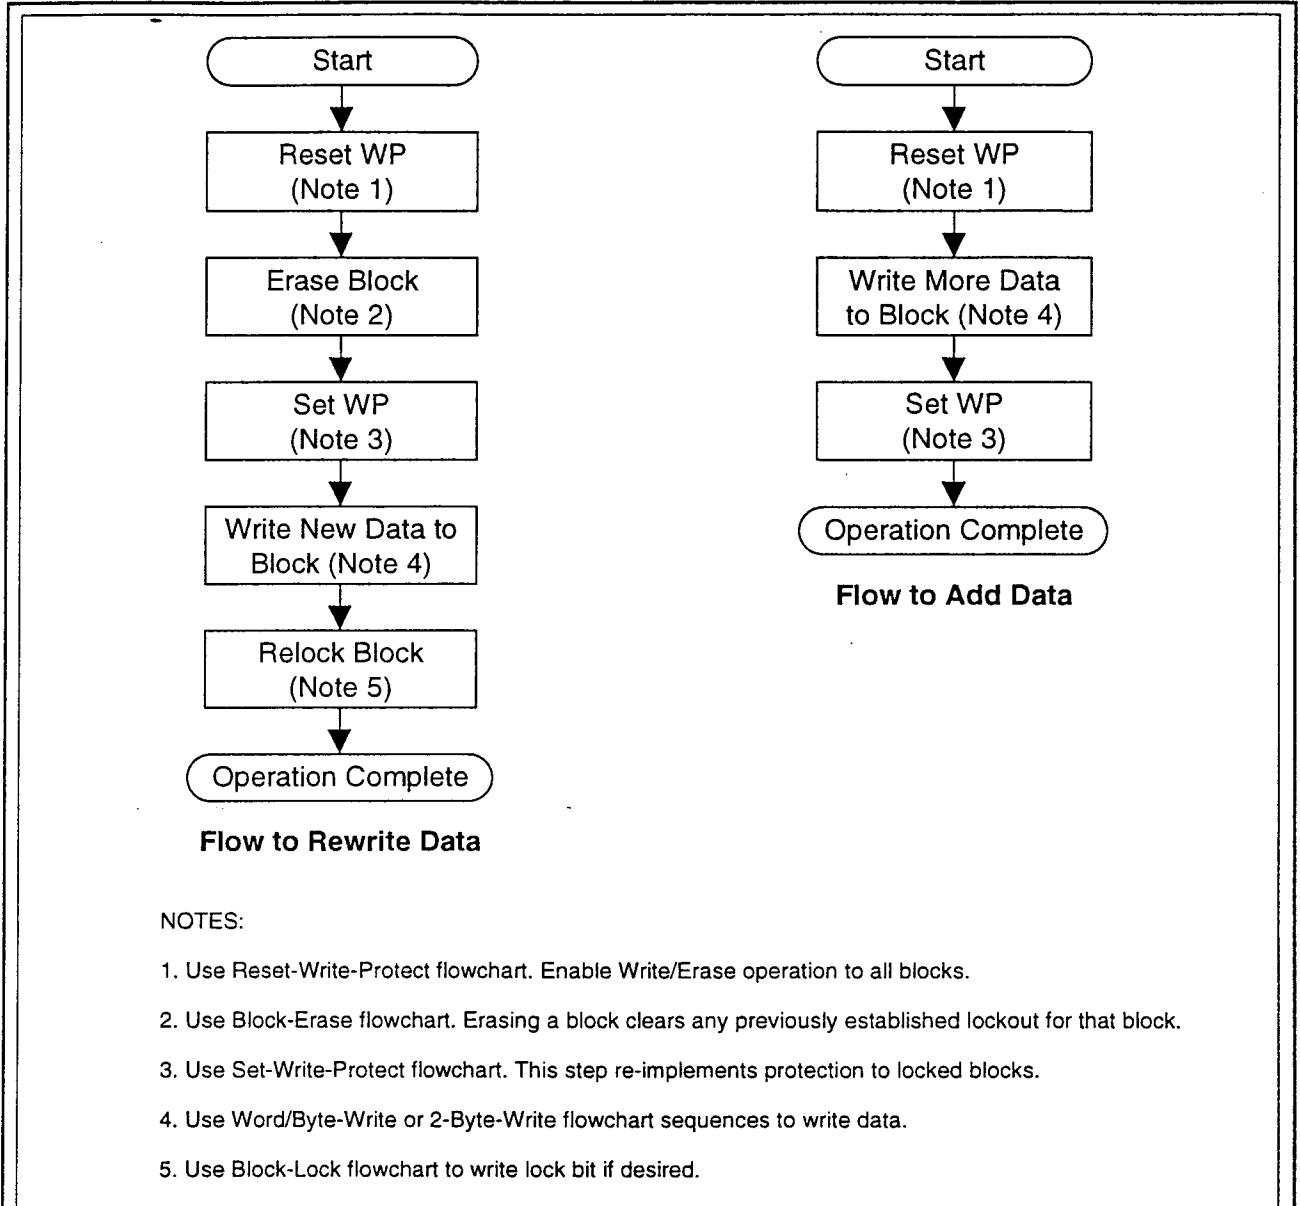 Start
Reset WP
(Note 1)
Erase Block
(Note 2)
Set WP
(Note 3)
Write New Data to
Block (Note 4)
Relock Block
(Note 5)
Operation Complete
Flow to Rewrite Data
Start
Reset WP
(Note 1)
Write More Data
to Block (Note 4)
Set WP
(Note 3)
Operation Complete
Flow to Add Data
NOTES:
1. Use Reset-Write-Protect flowchart. Enable Write/Erase operation to all blocks.
2. Use Block-Erase flowchart. Erasing a block clears any previously established lockout for that block.
3. Use Set-Write-Protect flowchart. This step re-implements protection to locked blocks.
4. Use Word/Byte-Write or 2-Byte-Write flowchart sequences to write data.
5. Use Block-Lock flowchart to write lock bit if desired.